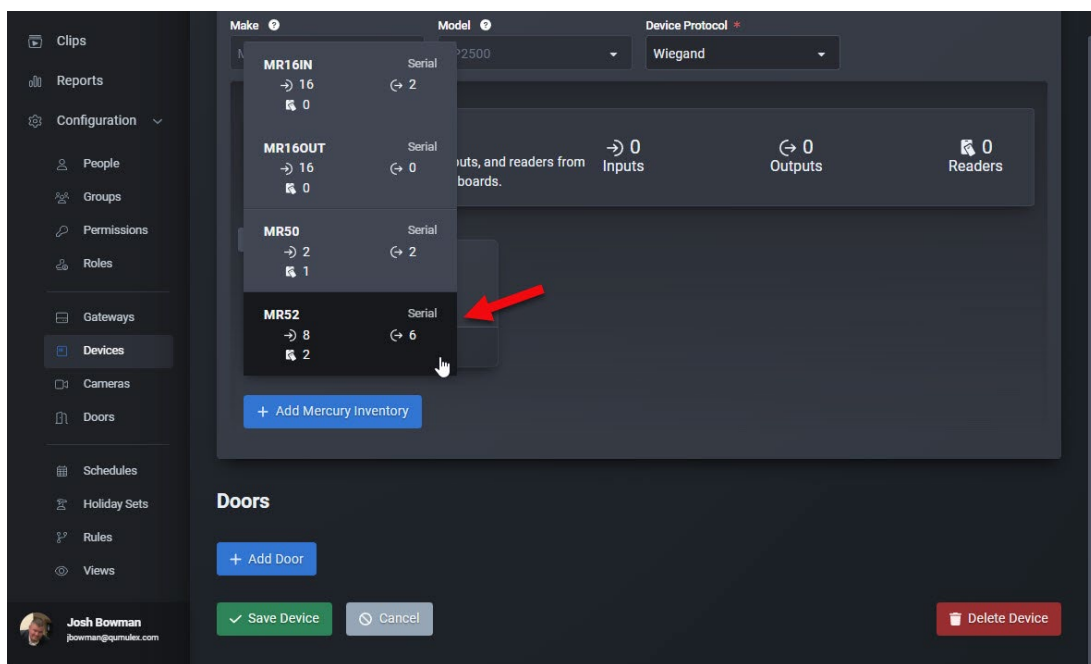 Clips
Reports
Configuration
People
Groups
Permissions
Roles
Gateways
Devices
Cameras
Doors
Schedules
Holiday Sets
Rules
Views
Josh Bowman
jbowman@qumulex.com
Make ? Model ? Device Protocol *
Wiegand
MR16IN Serial
16 2
0
MR16OUT Serial
16 0
0
MR50 Serial
2 2
1
MR52 Serial
8 6
2
and readers from
boards.
0 0 0
Inputs Outputs Readers
+ Add Mercury Inventory
Doors
+ Add Door
Save Device Cancel Delete Device